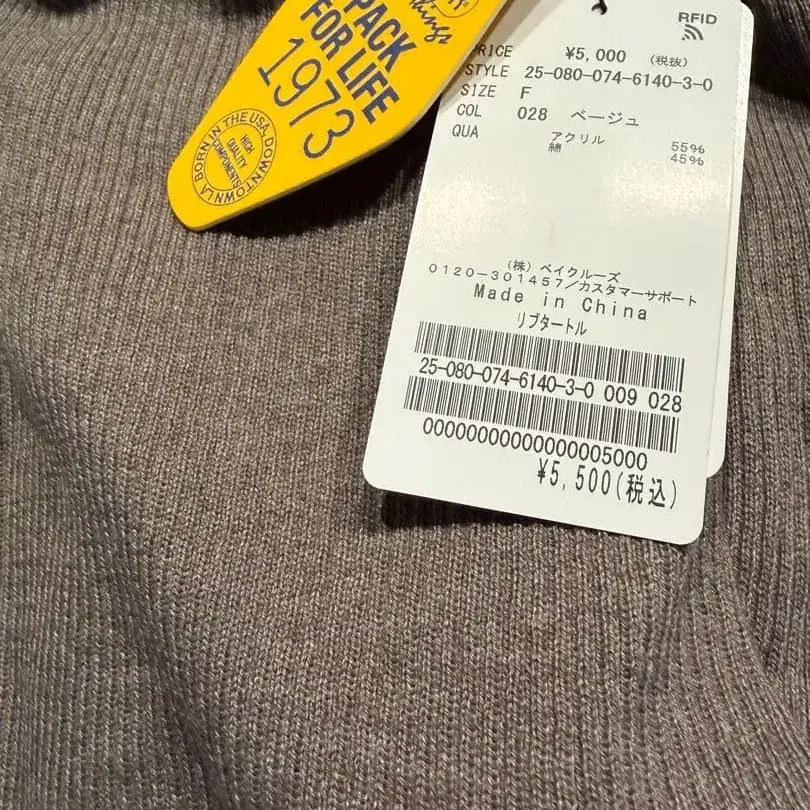 PACK
FOR LIFE
1973
BORN IN THE USA. DOWNTOWN LA
HIGH
QUALITY
COMPONENTS
RFID
PRICE ¥5,000 (税抜)
STYLE 25-080-074-6140-3-0
SIZE F
COL 028 ベージュ
QUA アクリル 55%
綿 45%
(株) ベイクルーズ
0120-301457/カスタマーサポート
Made in China
リブタートル
25-080-074-6140-3-0 009 028
00000000000000005000
¥5,500(税込)